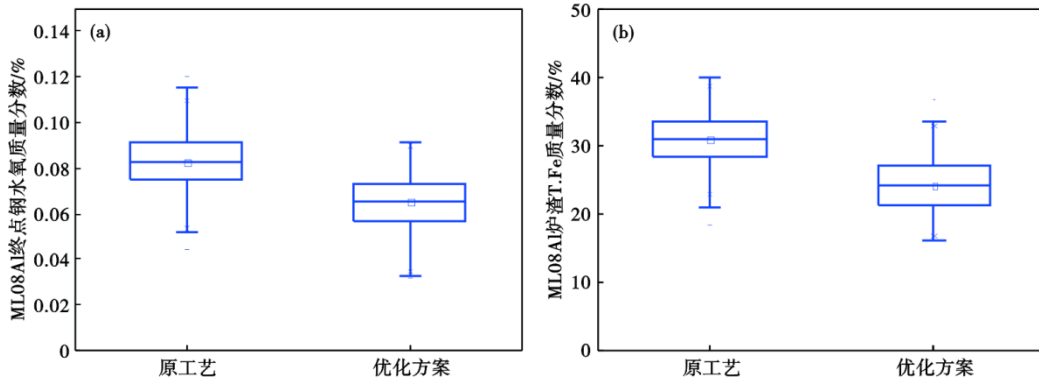 (a)
ML08Al终点钢水氧质量分数/%
0.14
0.12
0.10
0.08
0.06
0.04
0.02
0
原工艺
优化方案
(b)
ML08Al炉渣T.Fe质量分数/%
50
40
30
20
10
0
原工艺
优化方案